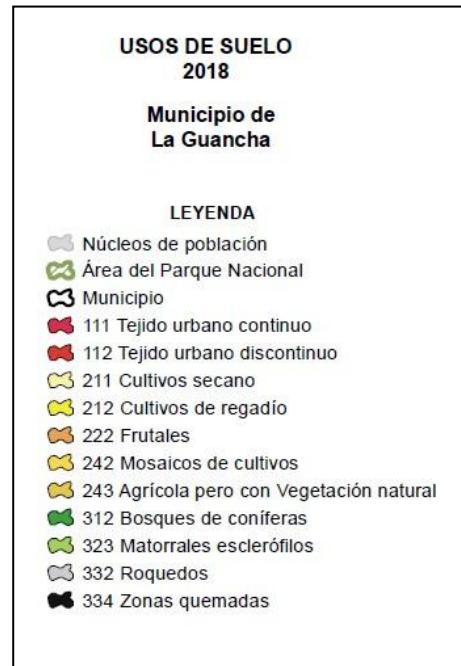 USOS DE SUELO
2018
Municipio de
La Guancha
LEYENDA
Núcleos de población
Área del Parque Nacional
Municipio
111 Tejido urbano continuo
112 Tejido urbano discontinuo
211 Cultivos secano
212 Cultivos de regadío
222 Frutales
242 Mosaicos de cultivos
243 Agrícola pero con Vegetación natural
312 Bosques de coníferas
323 Matorrales esclerófilos
332 Roquedos
334 Zonas quemadas